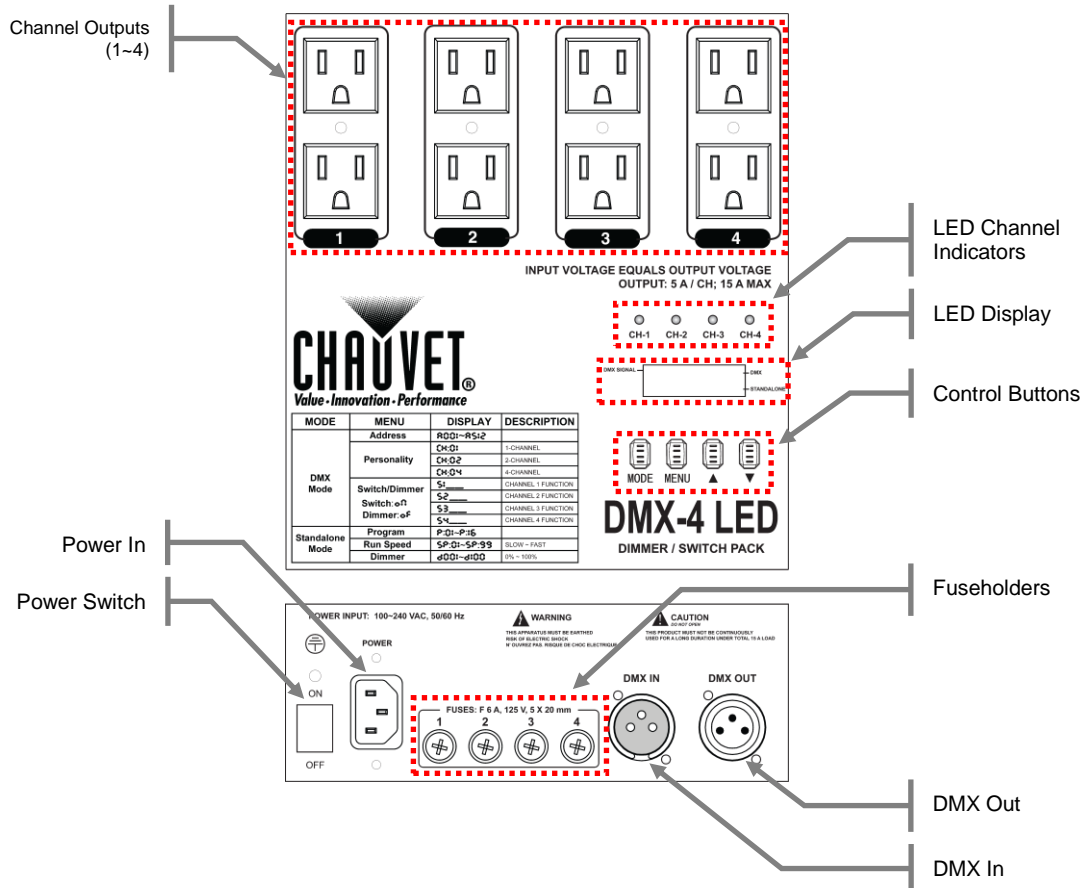 Channel Outputs
(1~4)
1 2 3 4
INPUT VOLTAGE EQUALS OUTPUT VOLTAGE
OUTPUT: 5 A / CH; 15 A MAX
LED Channel
Indicators
CH-1 CH-2 CH-3 CH-4
LED Display
DMX SIGNAL DMX
STANDALONE
CHAUVET®
Value - Innovation - Performance
Control Buttons
MODE MENU ▲ ▼
MODE MENU DISPLAY DESCRIPTION
DMX Mode
Address A001~A512
Personality CH:01 1-CHANNEL
CH:02 2-CHANNEL
CH:04 4-CHANNEL
Switch/Dimmer S1___ CHANNEL 1 FUNCTION
Switch:on S2___ CHANNEL 2 FUNCTION
Dimmer:oF S3___ CHANNEL 3 FUNCTION
S4___ CHANNEL 4 FUNCTION
Standalone Mode
Program P:01~P:16
Run Speed SP:01~SP:99 SLOW ~ FAST
Dimmer d001~d100 0% ~ 100%
DMX-4 LED
DIMMER / SWITCH PACK
Power In
Power Switch
Fuseholders
POWER INPUT: 100~240 VAC, 50/60 Hz
WARNING
THIS APPARATUS MUST BE EARTHED
RISK OF ELECTRIC SHOCK
N' OUVREZ PAS RISQUE DE CHOC ELECTRIQUE
CAUTION
DO NOT OPEN
THIS PRODUCT MUST NOT BE CONTINUOUSLY
USED FOR A LONG DURATION UNDER TOTAL 15 A LOAD
POWER
ON
OFF
FUSES: F 6 A, 125 V, 5 X 20 mm
1 2 3 4
DMX IN DMX OUT
DMX Out
DMX In